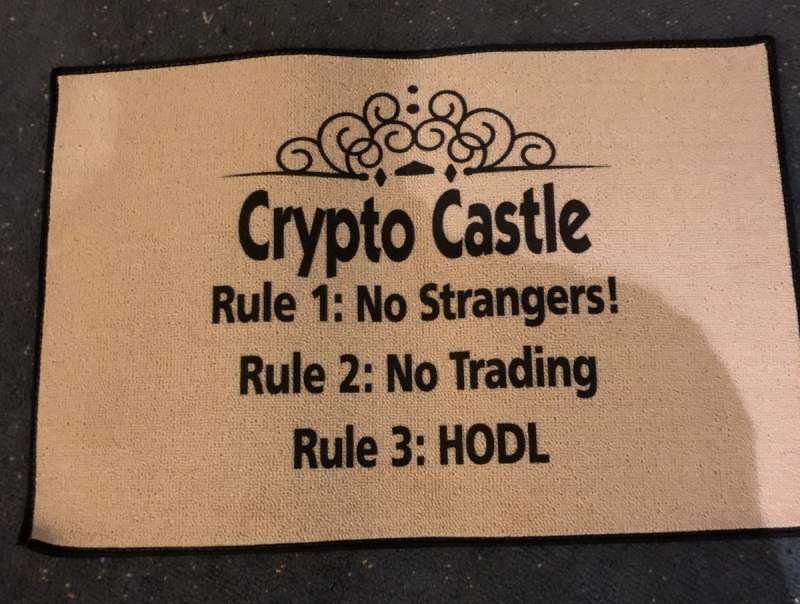 Crypto Castle
Rule 1: No Strangers!
Rule 2: No Trading
Rule 3: HODL